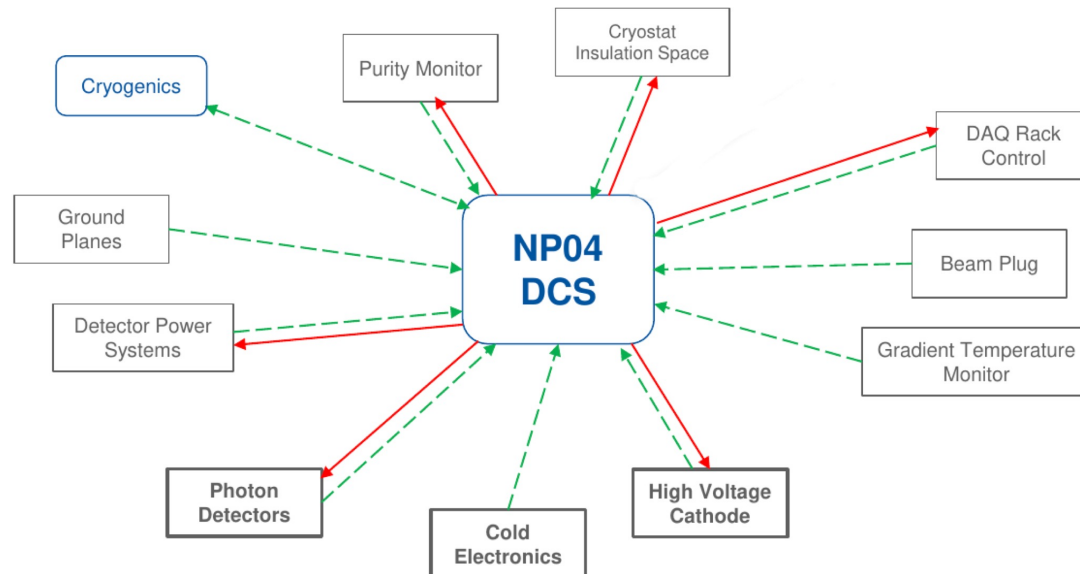 Cryostat
Insulation Space
Purity Monitor
Cryogenics
DAQ Rack
Control
Ground
Planes
NP04
DCS
Beam Plug
Detector Power
Systems
Gradient Temperature
Monitor
Photon
Detectors
High Voltage
Cathode
Cold
Electronics